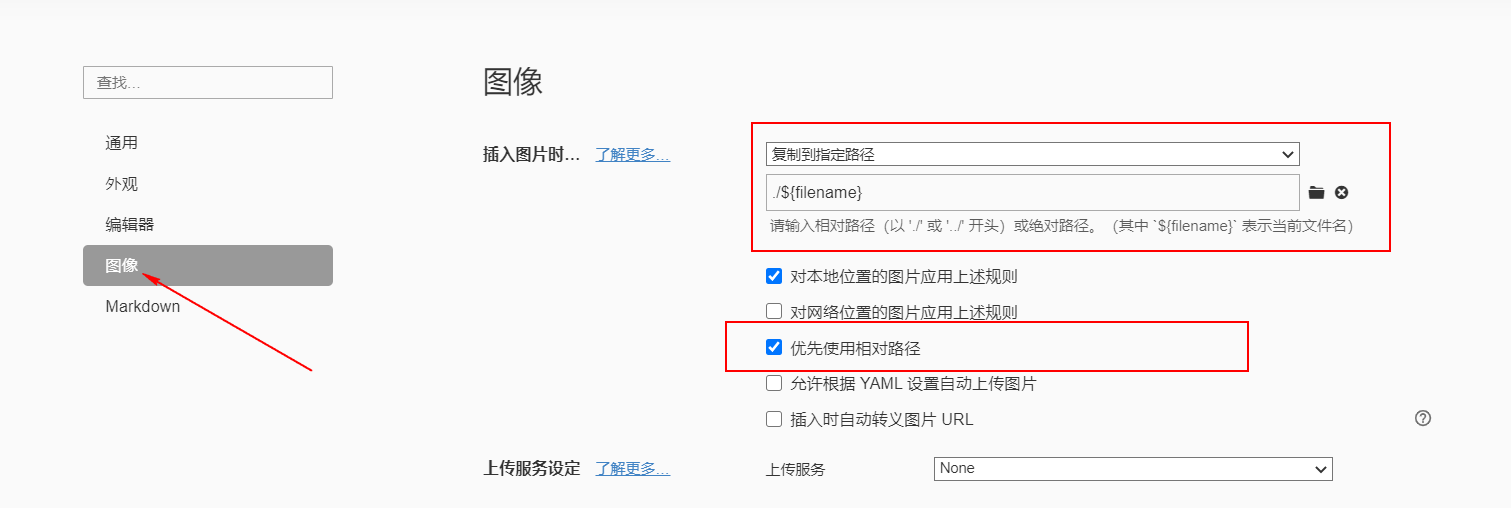 查找...
通用
外观
编辑器
图像
Markdown
图像
插入图片时... 了解更多...
复制到指定路径
./${filename}
请输入相对路径（以 './' 或 '../' 开头）或绝对路径。（其中 `${filename}` 表示当前文件名）
对本地位置的图片应用上述规则
对网络位置的图片应用上述规则
优先使用相对路径
允许根据 YAML 设置自动上传图片
插入时自动转义图片 URL
上传服务设定 了解更多... 上传服务 None